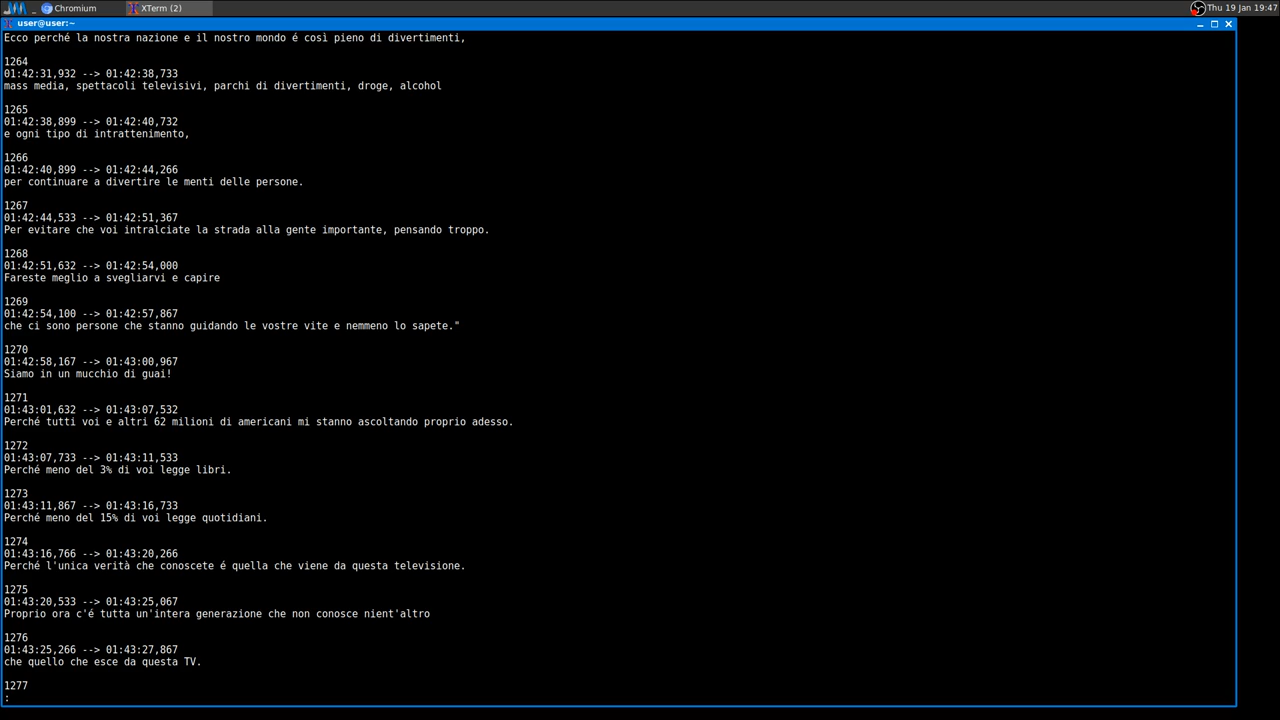 Chromium
XTerm (2)
Thu 19 Jan 19:47
user@user:~
Ecco perché la nostra nazione e il nostro mondo é così pieno di divertimenti,
1264
01:42:31,932 --> 01:42:38,733
mass media, spettacoli televisivi, parchi di divertimenti, droge, alcohol
1265
01:42:38,899 --> 01:42:40,732
e ogni tipo di intrattenimento,
1266
01:42:40,899 --> 01:42:44,266
per continuare a divertire le menti delle persone.
1267
01:42:44,533 --> 01:42:51,367
Per evitare che voi intralciate la strada alla gente importante, pensando troppo.
1268
01:42:51,632 --> 01:42:54,000
Fareste meglio a svegliarvi e capire
1269
01:42:54,100 --> 01:42:57,867
che ci sono persone che stanno guidando le vostre vite e nemmeno lo sapete."
1270
01:42:58,167 --> 01:43:00,967
Siamo in un mucchio di guai!
1271
01:43:01,632 --> 01:43:07,532
Perché tutti voi e altri 62 milioni di americani mi stanno ascoltando proprio adesso.
1272
01:43:07,733 --> 01:43:11,533
Perché meno del 3% di voi legge libri.
1273
01:43:11,867 --> 01:43:16,733
Perché meno del 15% di voi legge quotidiani.
1274
01:43:16,766 --> 01:43:20,266
Perché l'unica verità che conoscete é quella che viene da questa televisione.
1275
01:43:20,533 --> 01:43:25,067
Proprio ora c'é tutta un'intera generazione che non conosce nient'altro
1276
01:43:25,266 --> 01:43:27,867
che quello che esce da questa TV.
1277
: